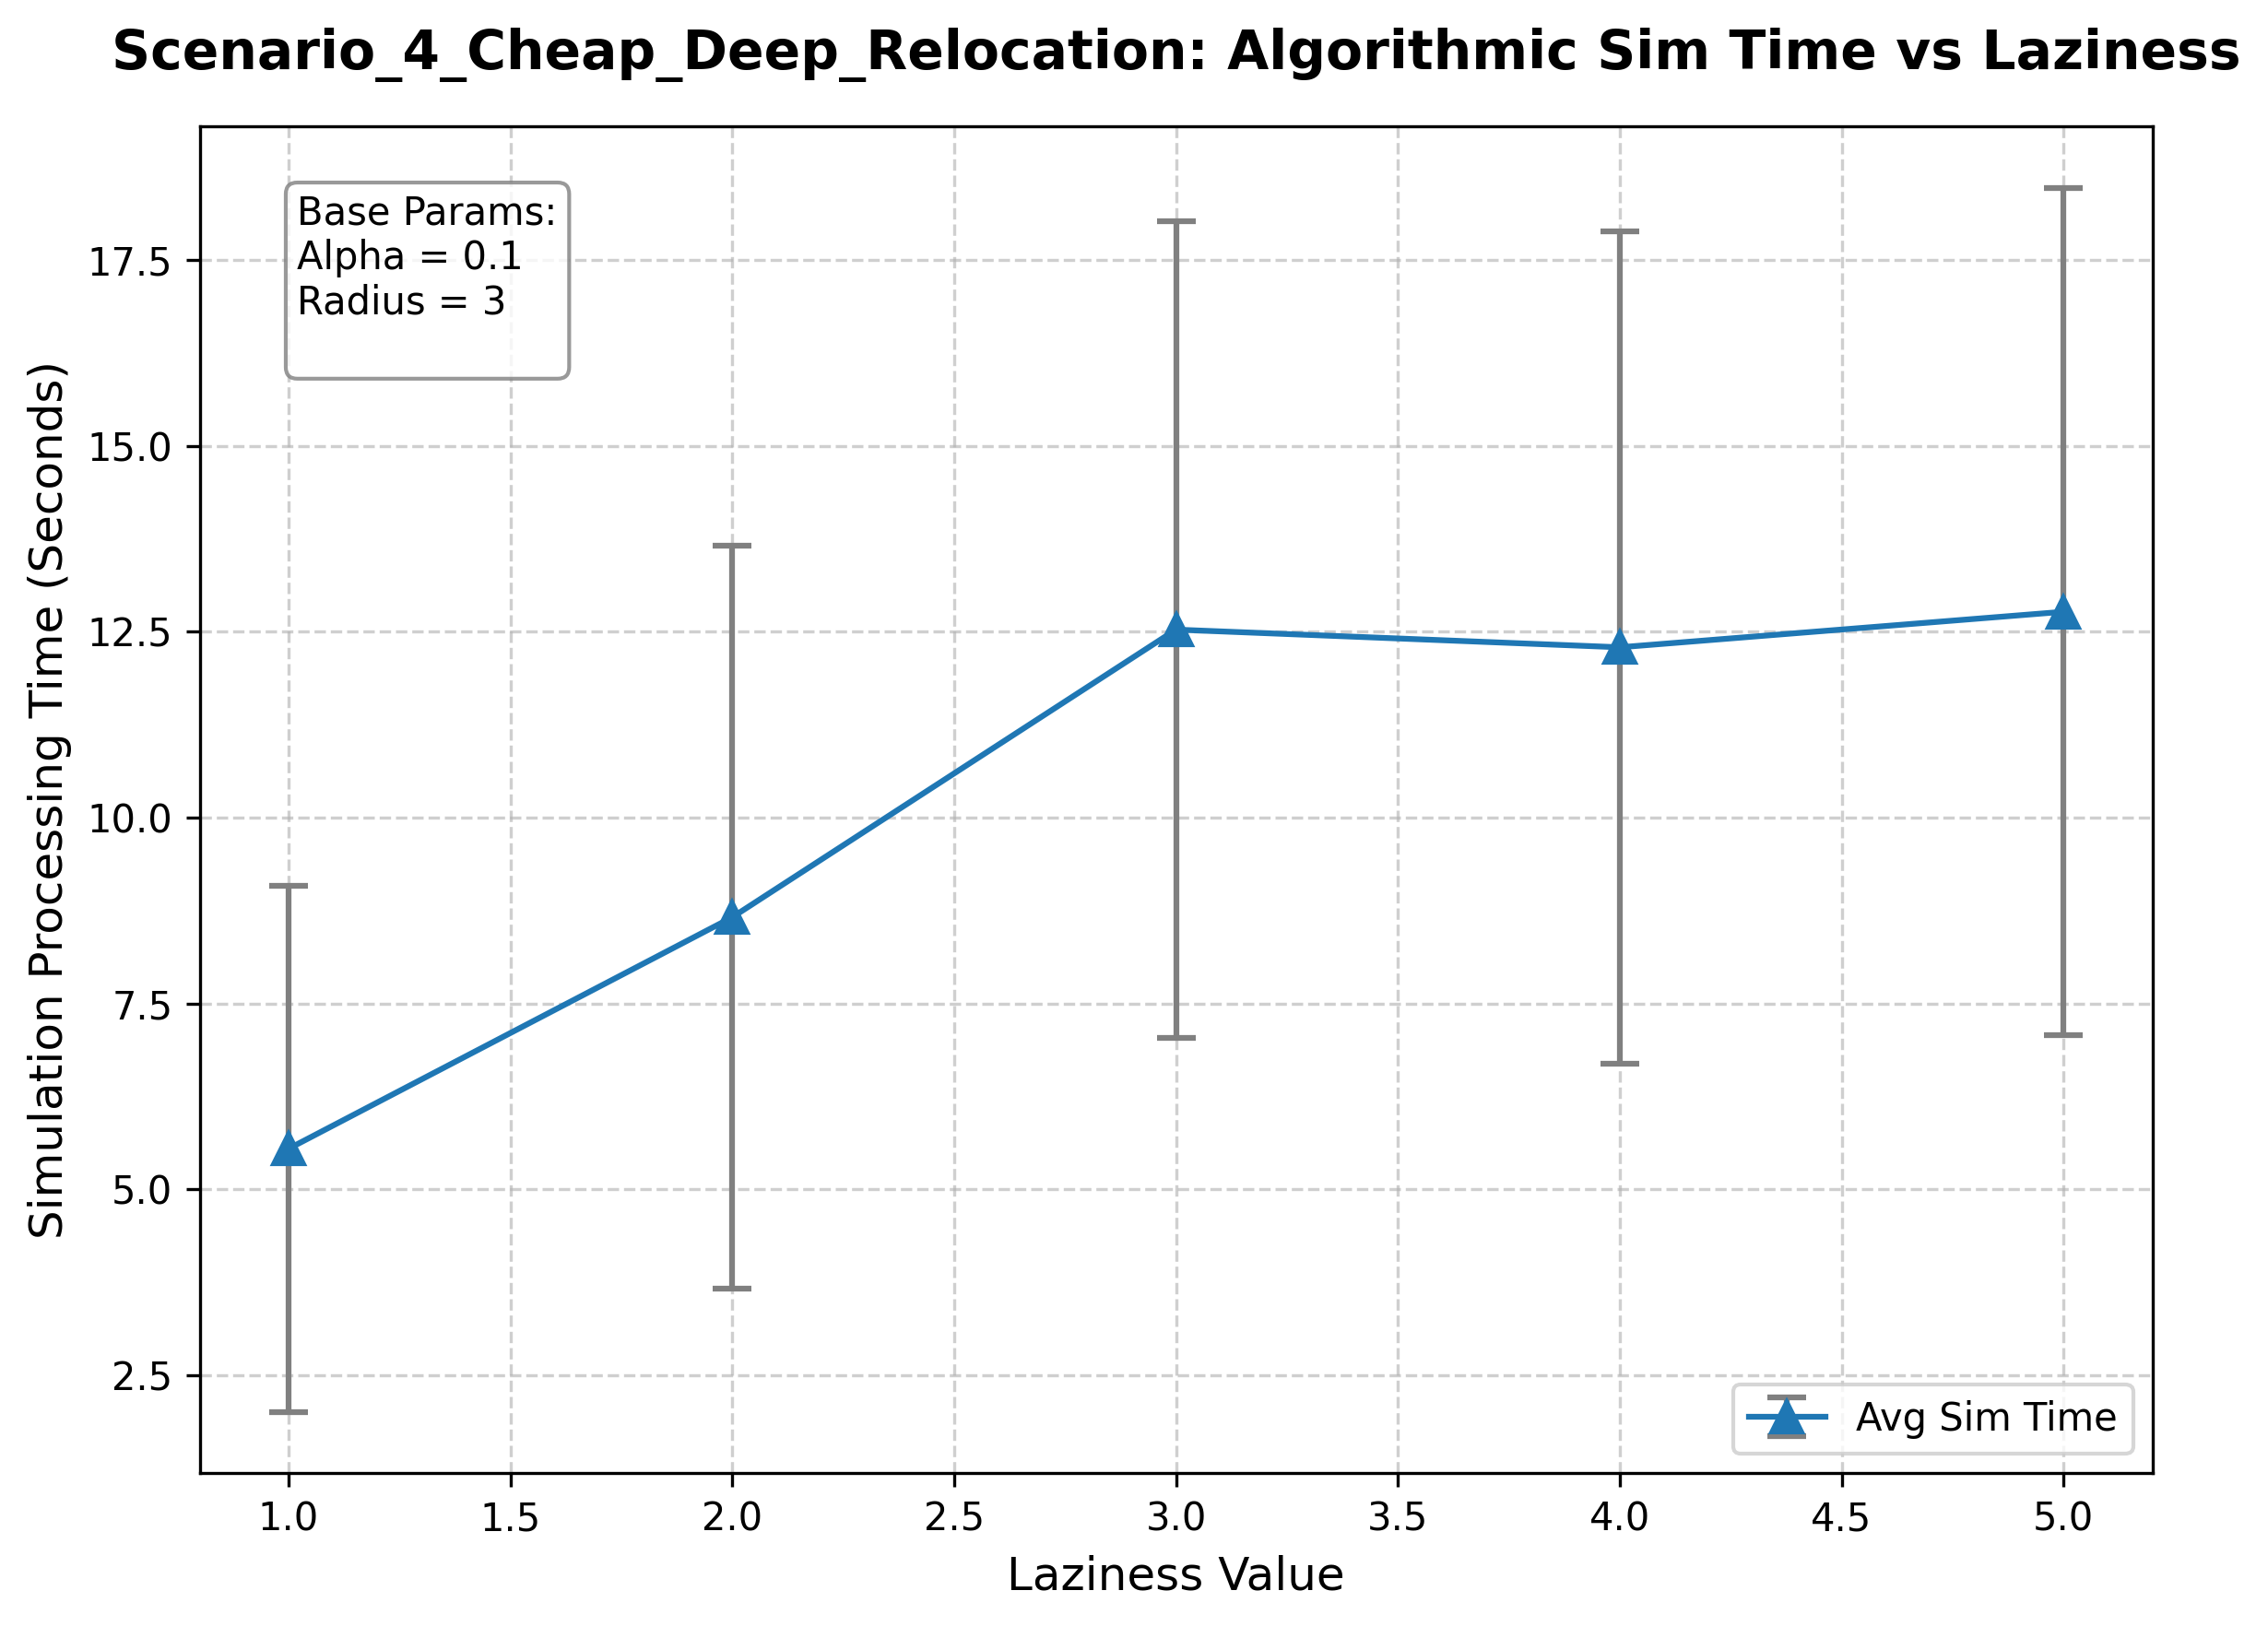 Scenario_4_Cheap_Deep_Relocation: Algorithmic Sim Time vs Laziness
Base Params:
Alpha = 0.1
Radius = 3
Simulation Processing Time (Seconds)
17.5
15.0
12.5
10.0
7.5
5.0
2.5
Avg Sim Time
1.0 1.5 2.0 2.5 3.0 3.5 4.0 4.5 5.0
Laziness Value